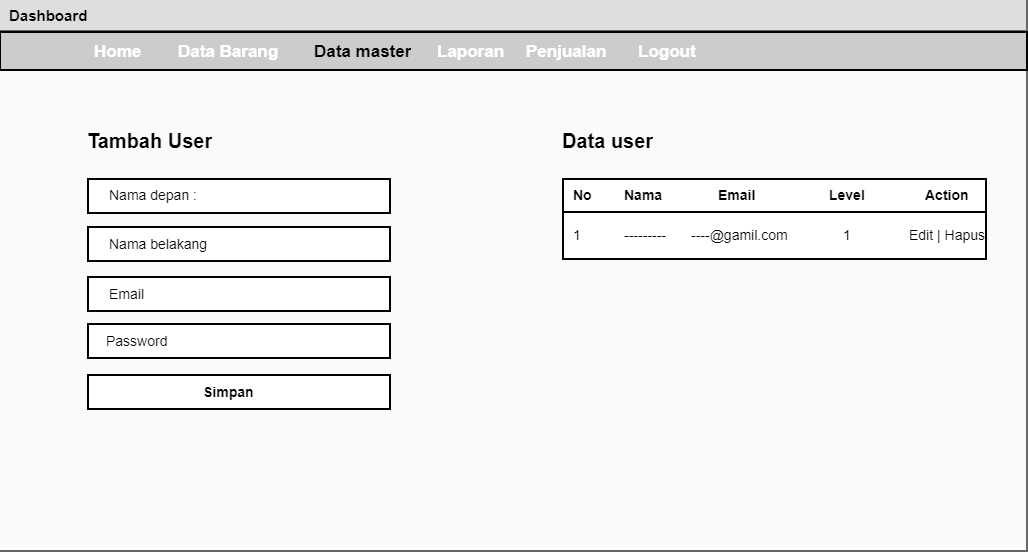 Dashboard
Home Data Barang Data master Laporan Penjualan Logout
Tambah User
Nama depan :
Nama belakang
Email
Password
Simpan
Data user
No Nama Email Level Action
1 --------- ----@gamil.com 1 Edit | Hapus